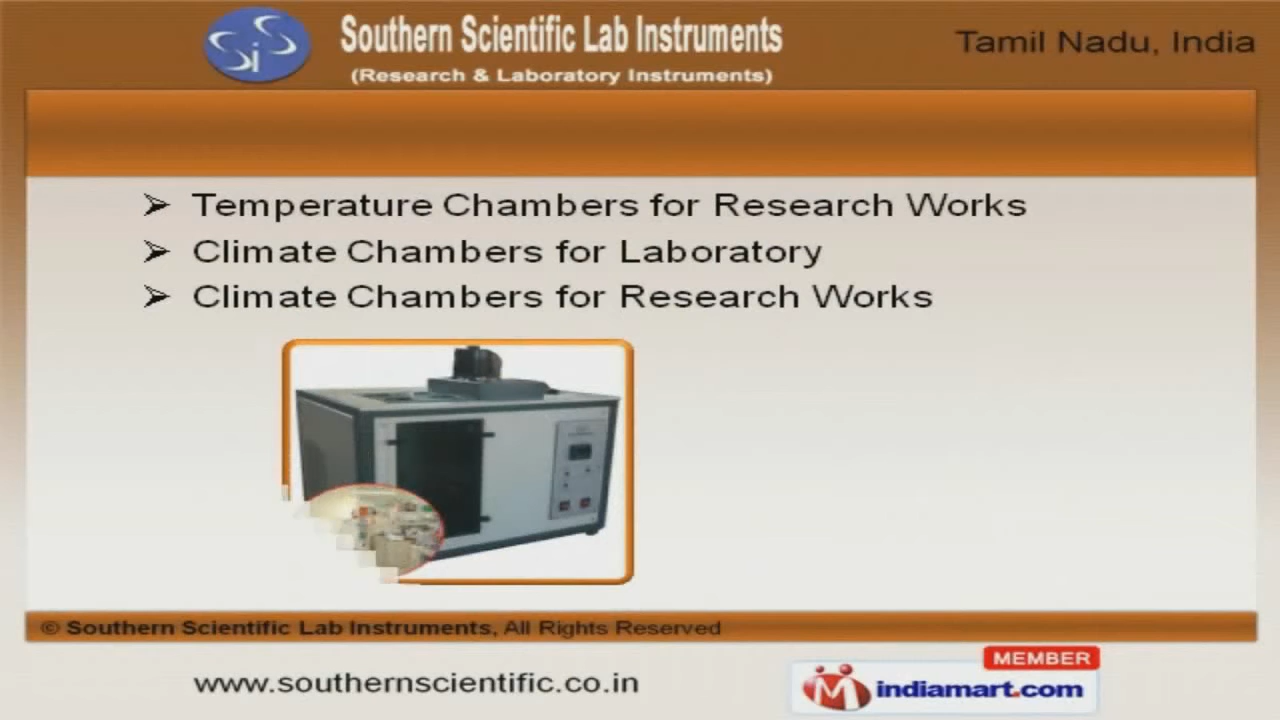 SiS
Southern Scientific Lab Instruments
(Research & Laboratory Instruments)
Tamil Nadu, India
➢ Temperature Chambers for Research Works
➢ Climate Chambers for Laboratory
➢ Climate Chambers for Research Works
© Southern Scientific Lab Instruments, All Rights Reserved
www.southernscientific.co.in
MEMBER
indiamart.com